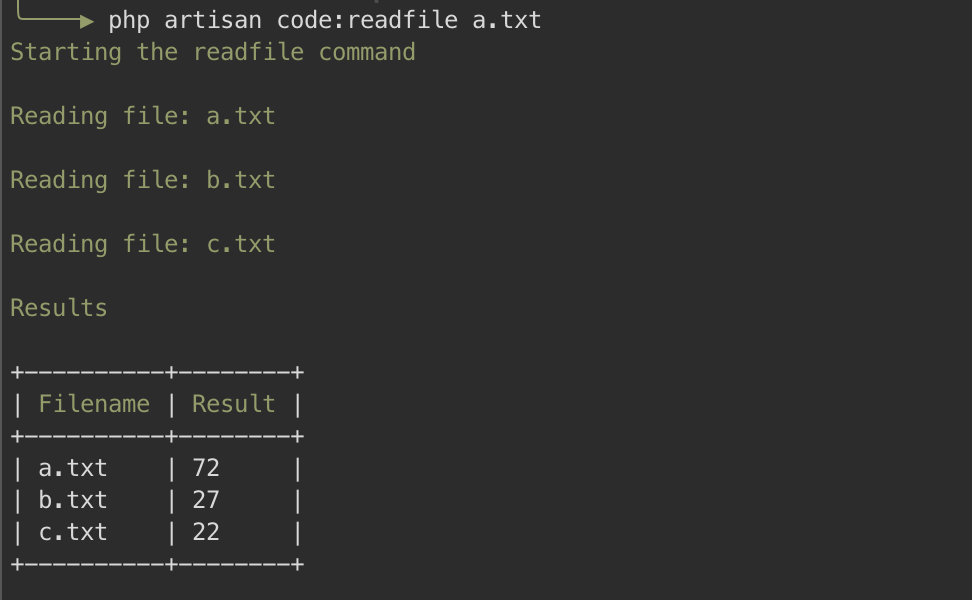 php artisan code:readfile a.txt
Starting the readfile command
Reading file: a.txt
Reading file: b.txt
Reading file: c.txt
Results
+----------+--------+
| Filename | Result |
+----------+--------+
| a.txt    | 72     |
| b.txt    | 27     |
| c.txt    | 22     |
+----------+--------+